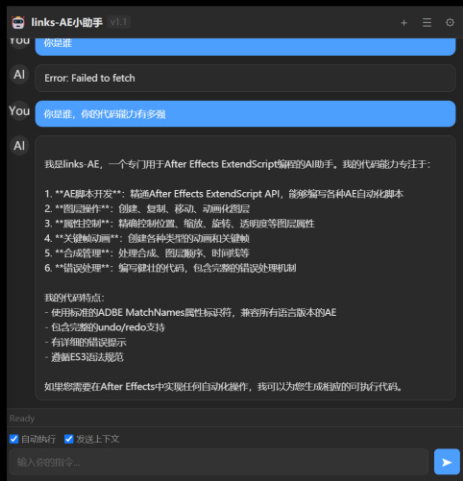 links-AE小助手 v1.1
You
你是谁
AI
Error: Failed to fetch
You
你是谁，你的代码能力有多强
AI
我是links-AE，一个专门用于After Effects ExtendScript编程的AI助手。我的代码能力专注于：
1. **AE脚本开发**：精通After Effects ExtendScript API，能够编写各种AE自动化脚本
2. **图层操作**：创建、复制、移动、动画化图层
3. **属性控制**：精确控制位置、缩放、旋转、透明度等图层属性
4. **关键帧动画**：创建各种类型的动画和关键帧
5. **合成管理**：处理合成、图层顺序、时间线等
6. **错误处理**：编写健壮的代码，包含完整的错误处理机制
我的代码特点：
- 使用标准的ADBE MatchNames属性标识符，兼容所有语言版本的AE
- 包含完整的undo/redo支持
- 有详细的错误提示
- 遵循ES3语法规范
如果您需要在After Effects中实现任何自动化操作，我可以为您生成相应的可执行代码。
Ready
自动执行 发送上下文
输入你的指令...